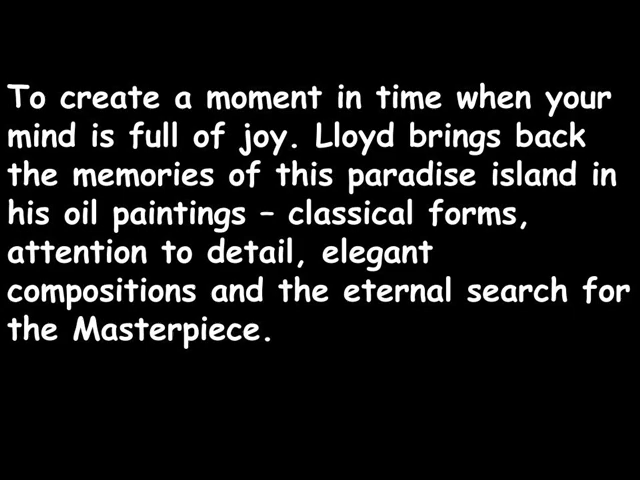 To create a moment in time when your
mind is full of joy. Lloyd brings back
the memories of this paradise island in
his oil paintings – classical forms,
attention to detail, elegant
compositions and the eternal search for
the Masterpiece.